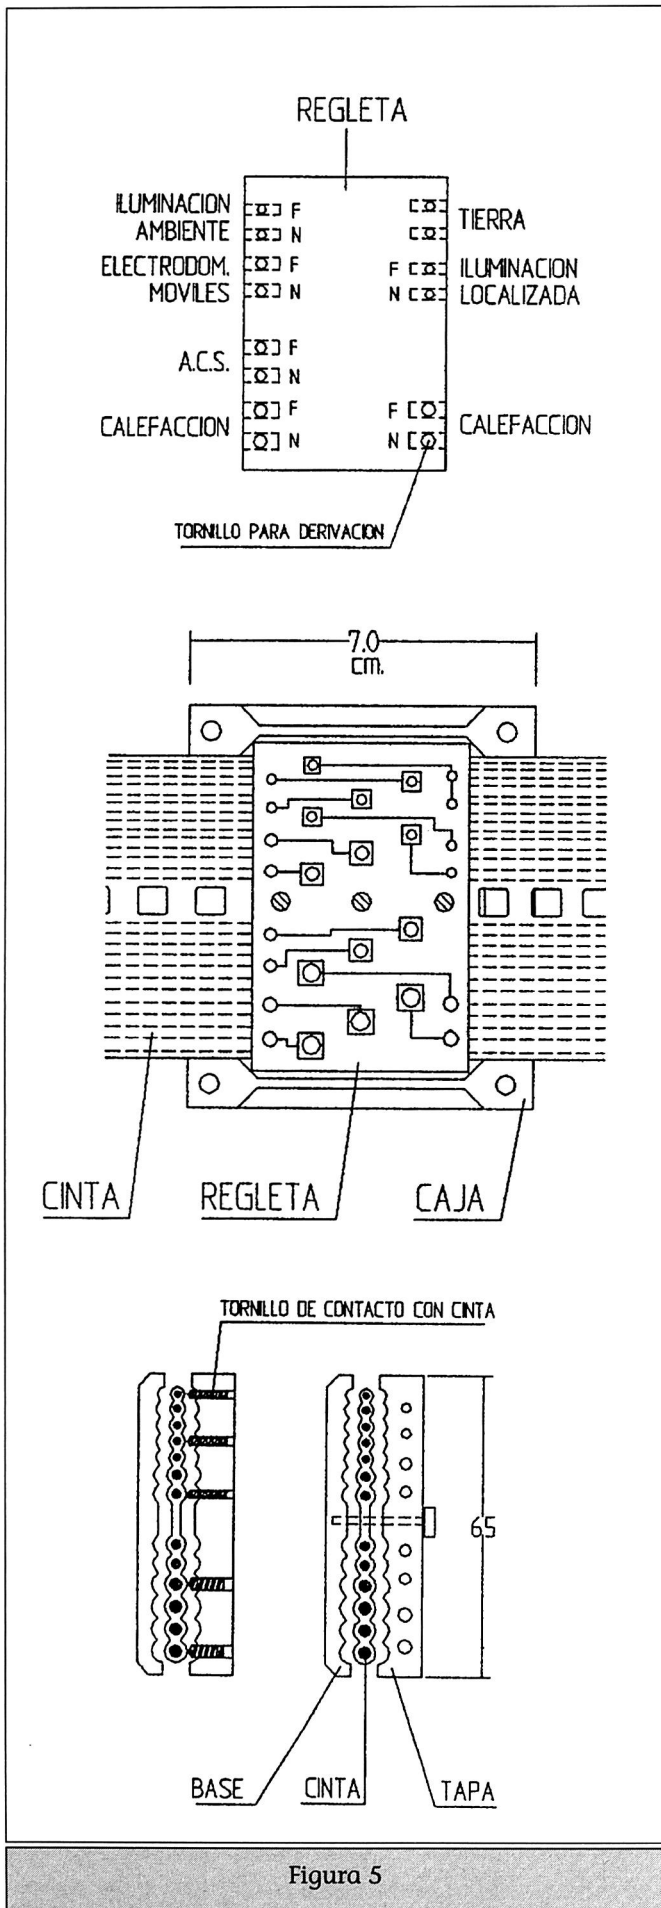 REGLETA
ILUMINACION
AMBIENTE
F
N
ELECTRODOM.
MOVILES
F
N
A.C.S.
F
N
CALEFACCION
F
N
TIERRA
F
N
ILUMINACION
LOCALIZADA
F
N
CALEFACCION
TORNILLO PARA DERIVACION
7.0
cm.
CINTA
REGLETA
CAJA
TORNILLO DE CONTACTO CON CINTA
6.5
BASE
CINTA
TAPA
Figura 5